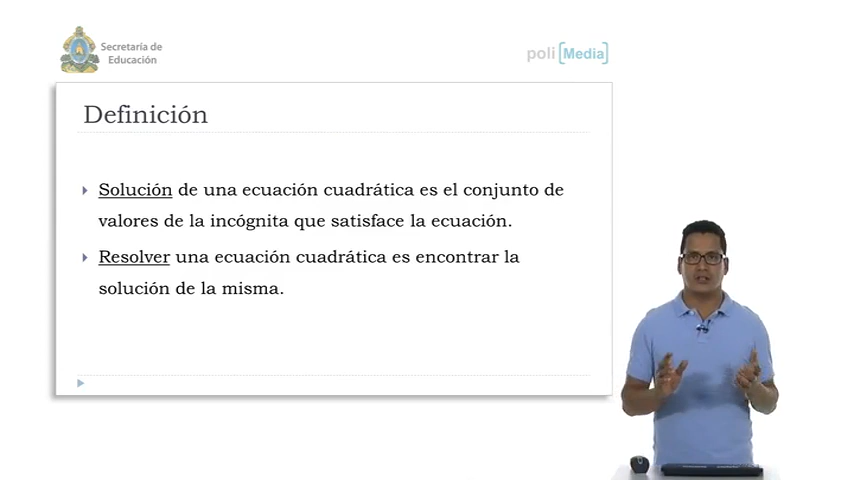 Secretaría de
Educación
poli [Media]
Definición
Solución de una ecuación cuadrática es el conjunto de
valores de la incógnita que satisface la ecuación.
Resolver una ecuación cuadrática es encontrar la
solución de la misma.